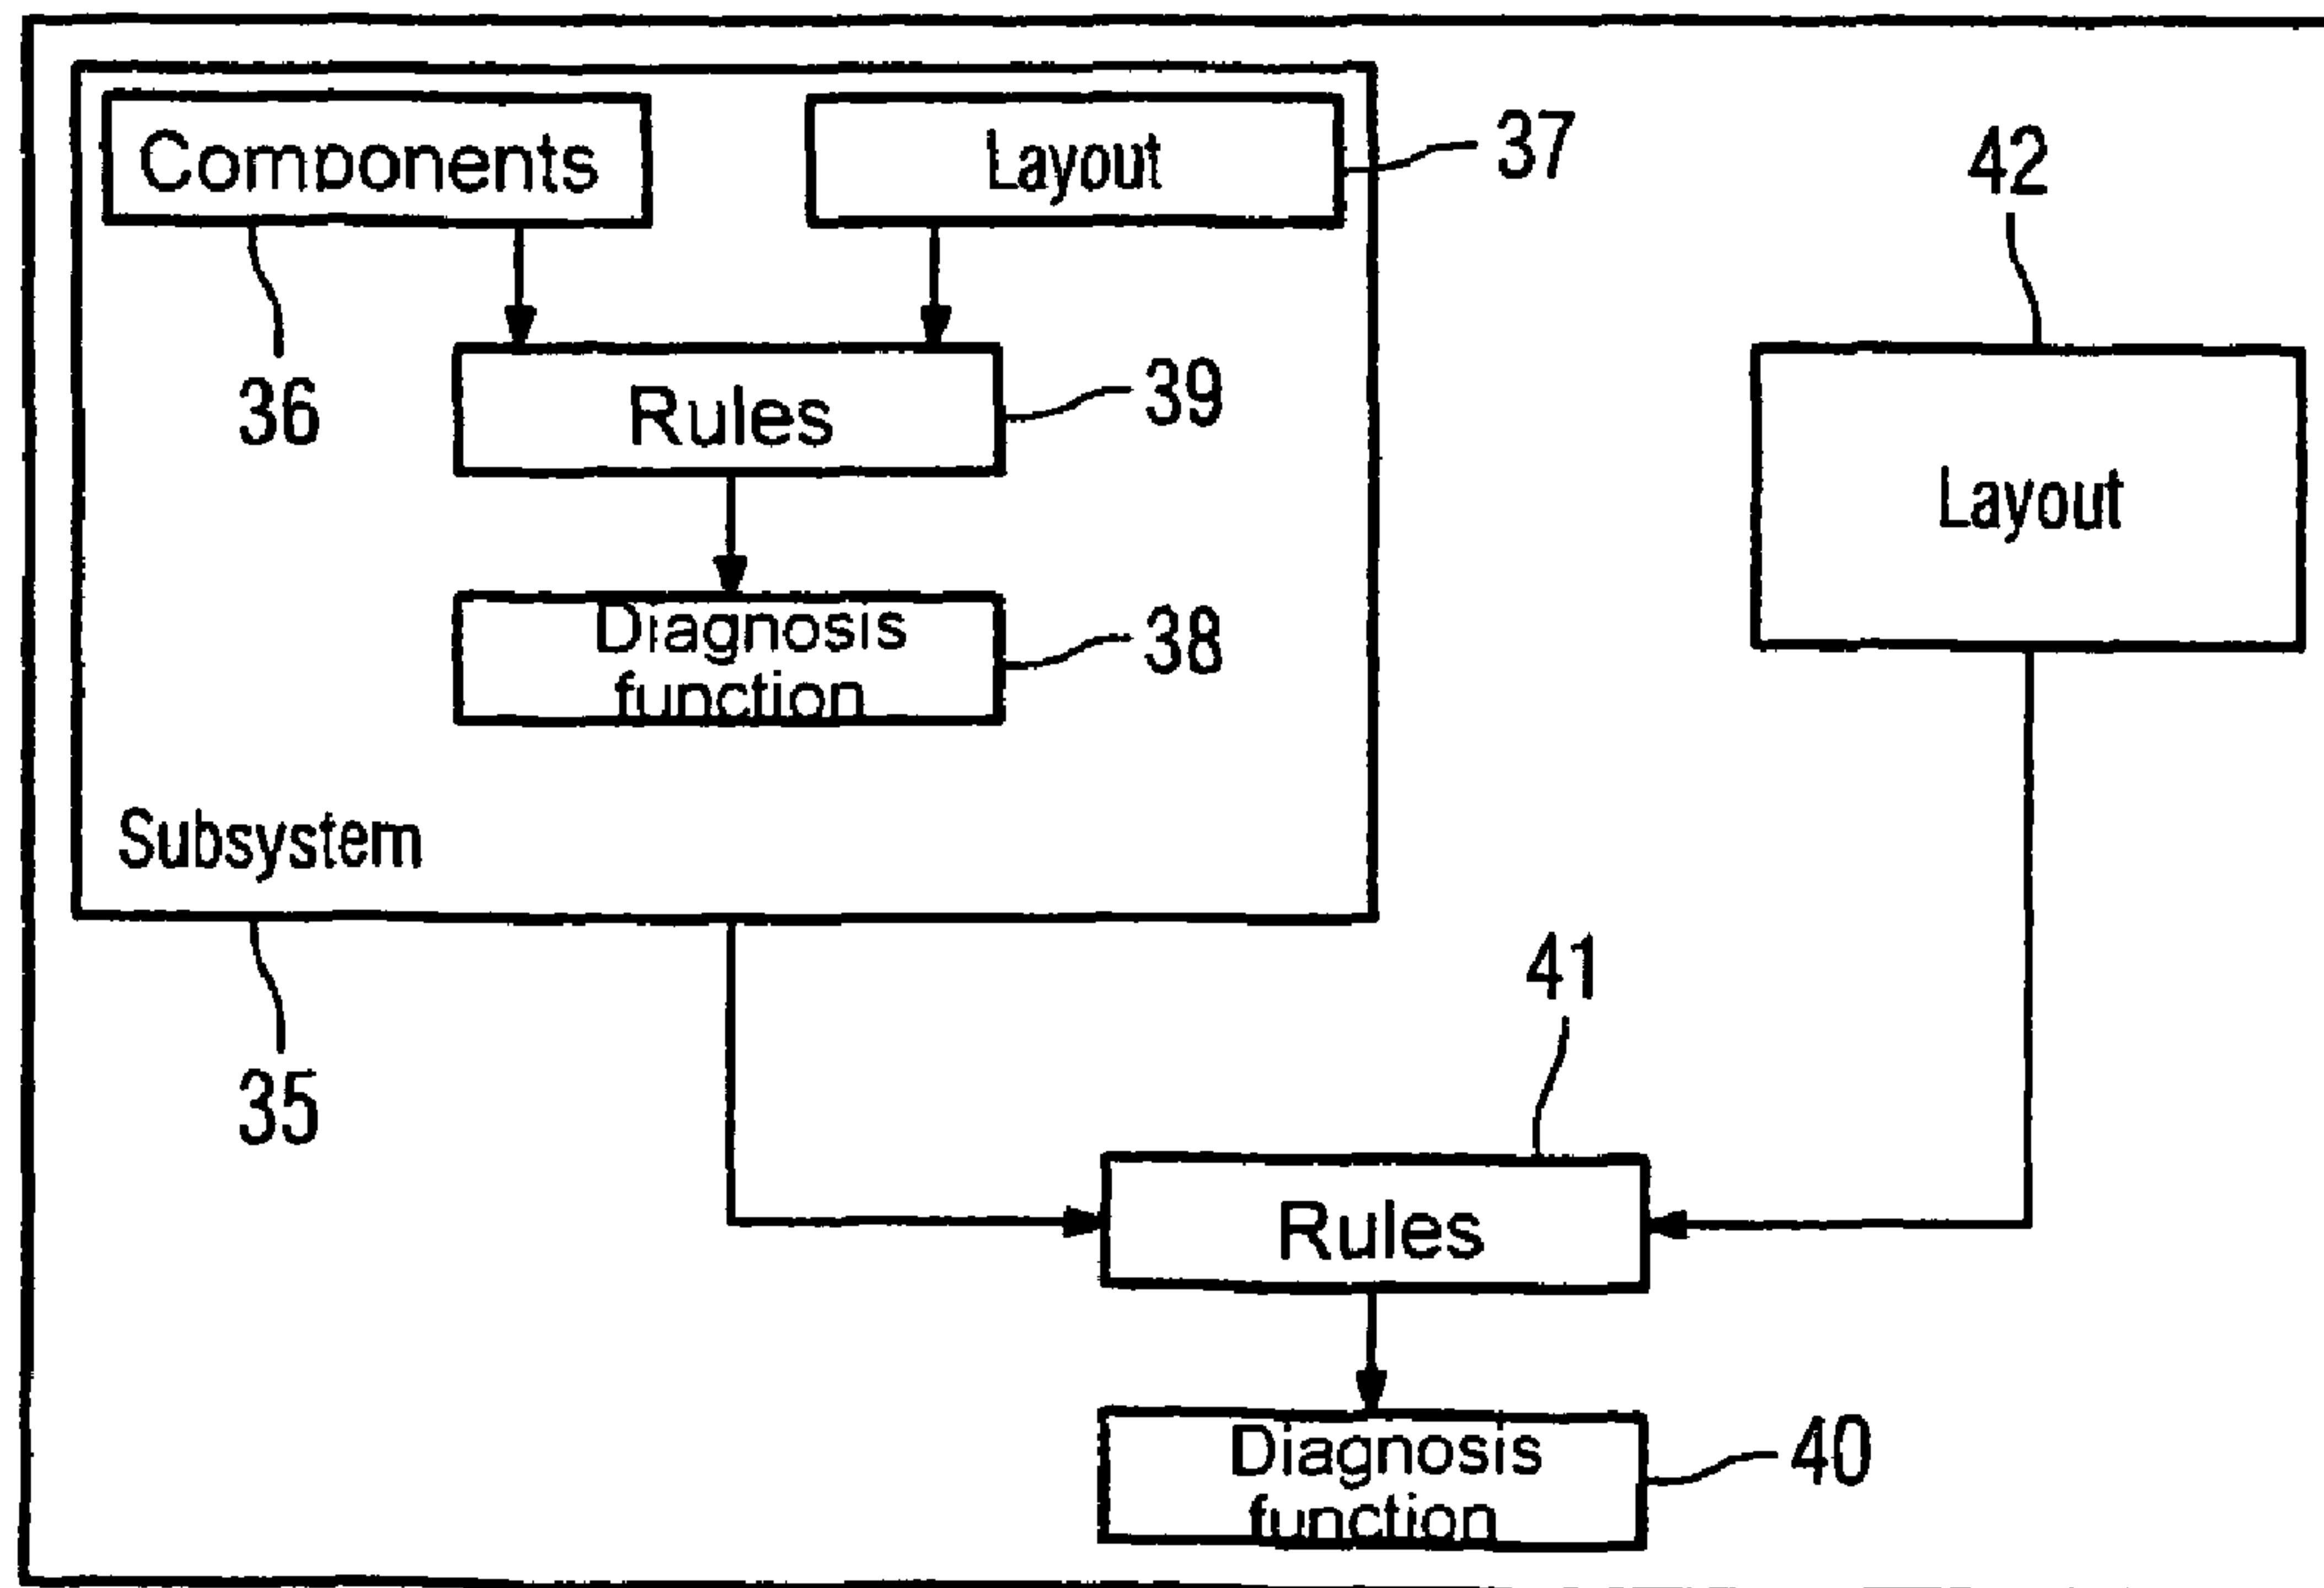 Components
Layout
37
42
36
Rules
39
Layout
Diagnosis
function
38
Subsystem
35
41
Rules
Diagnosis
function
40